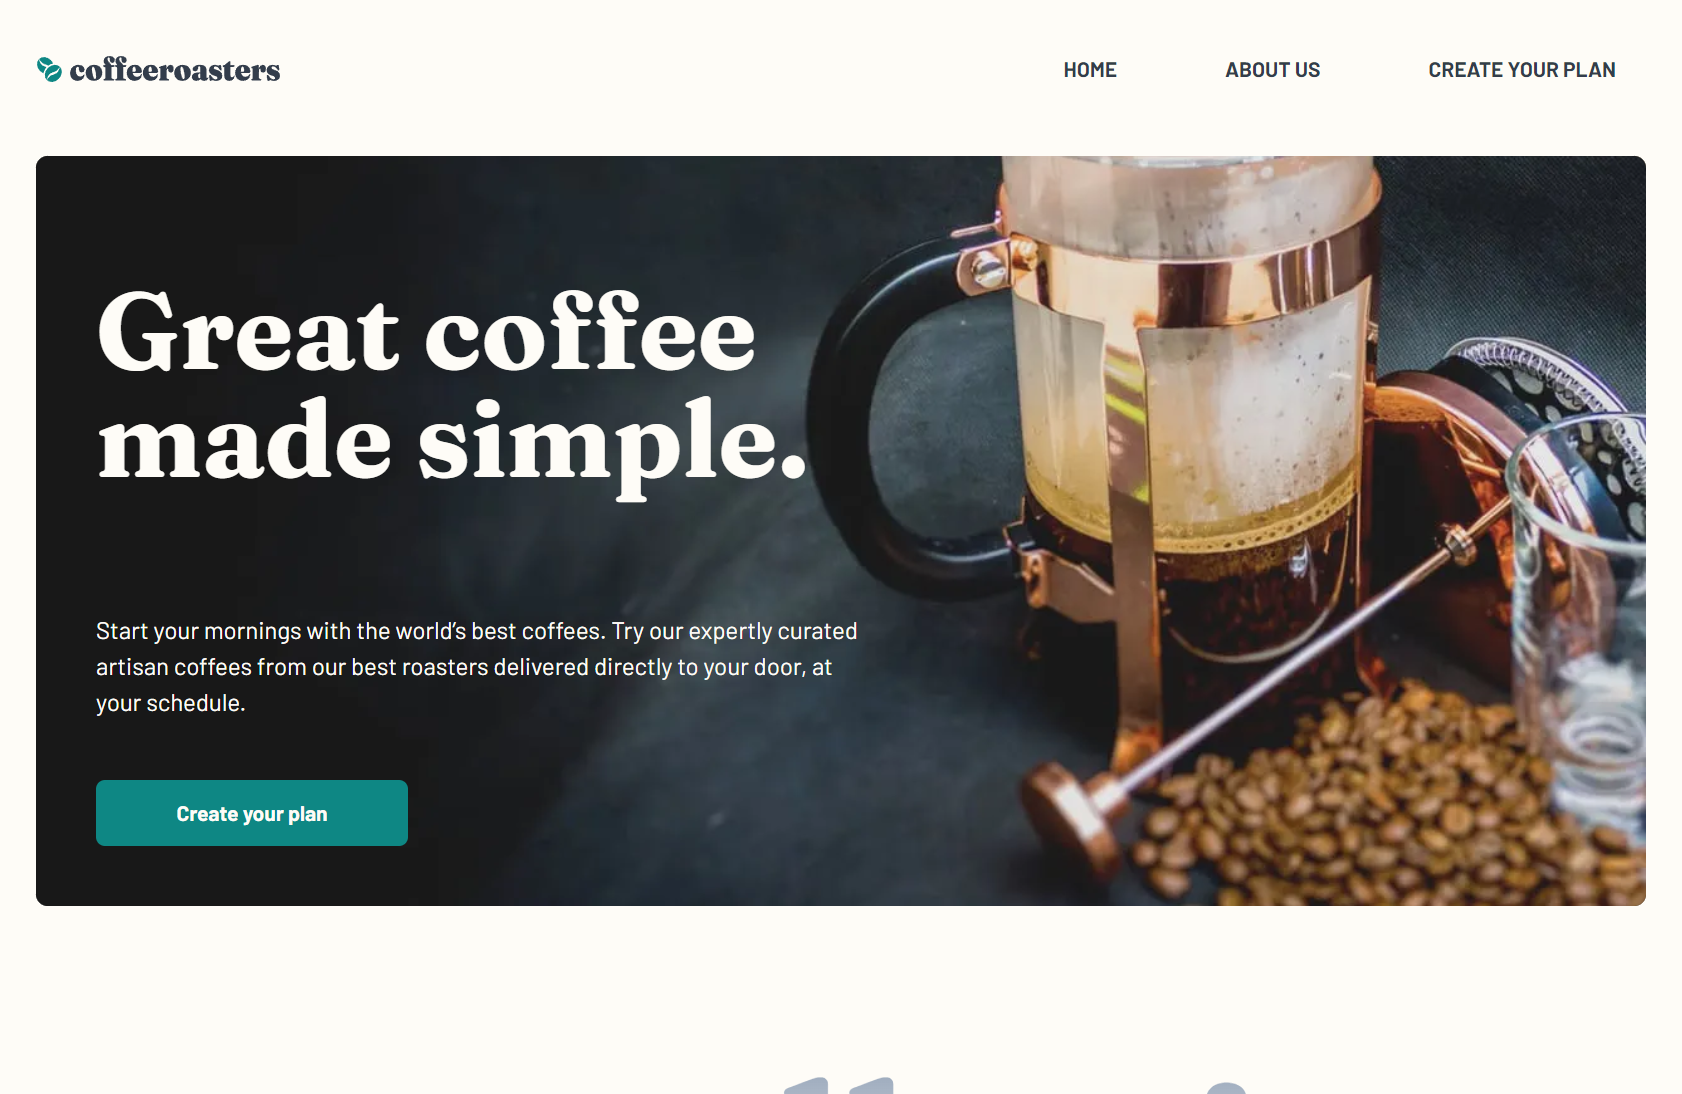 coffeeroasters
HOME
ABOUT US
CREATE YOUR PLAN
Great coffee
made simple.
Start your mornings with the world’s best coffees. Try our expertly curated
artisan coffees from our best roasters delivered directly to your door, at
your schedule.
Create your plan